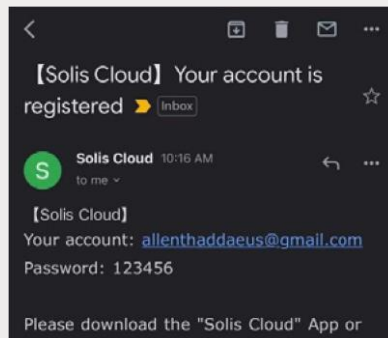 【Solis Cloud】Your account is
registered Inbox
S
Solis Cloud 10:16 AM
to me
【Solis Cloud】
Your account: allenthaddaeus@gmail.com
Password: 123456
Please download the "Solis Cloud" App or